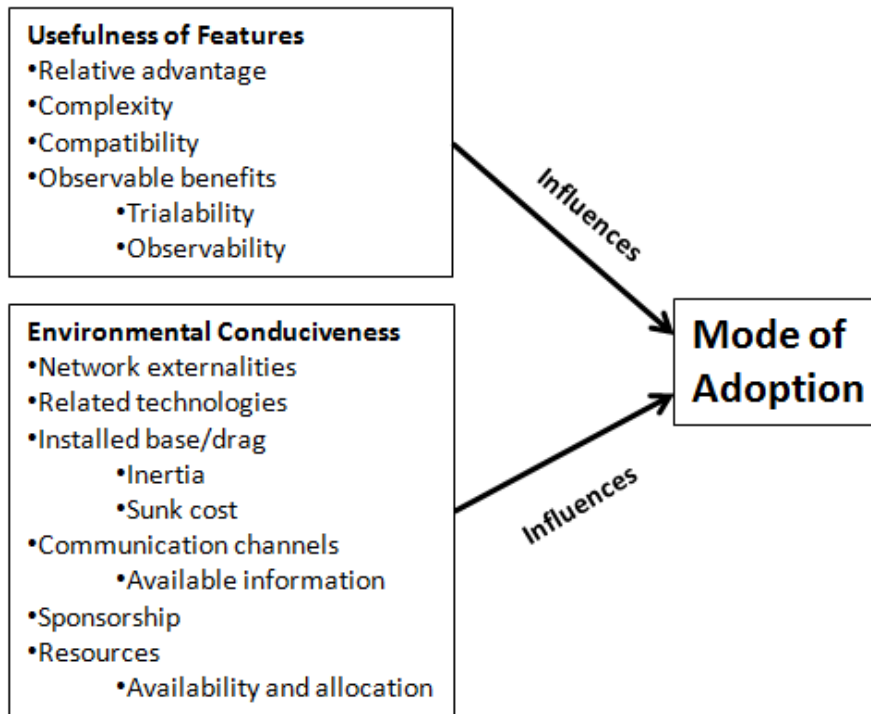 Usefulness of Features
•Relative advantage
•Complexity
•Compatibility
•Observable benefits
•Trialability
•Observability
Influences
Environmental Conduciveness
•Network externalities
•Related technologies
•Installed base/drag
•Inertia
•Sunk cost
•Communication channels
•Available information
•Sponsorship
•Resources
•Availability and allocation
Influences
Mode of
Adoption